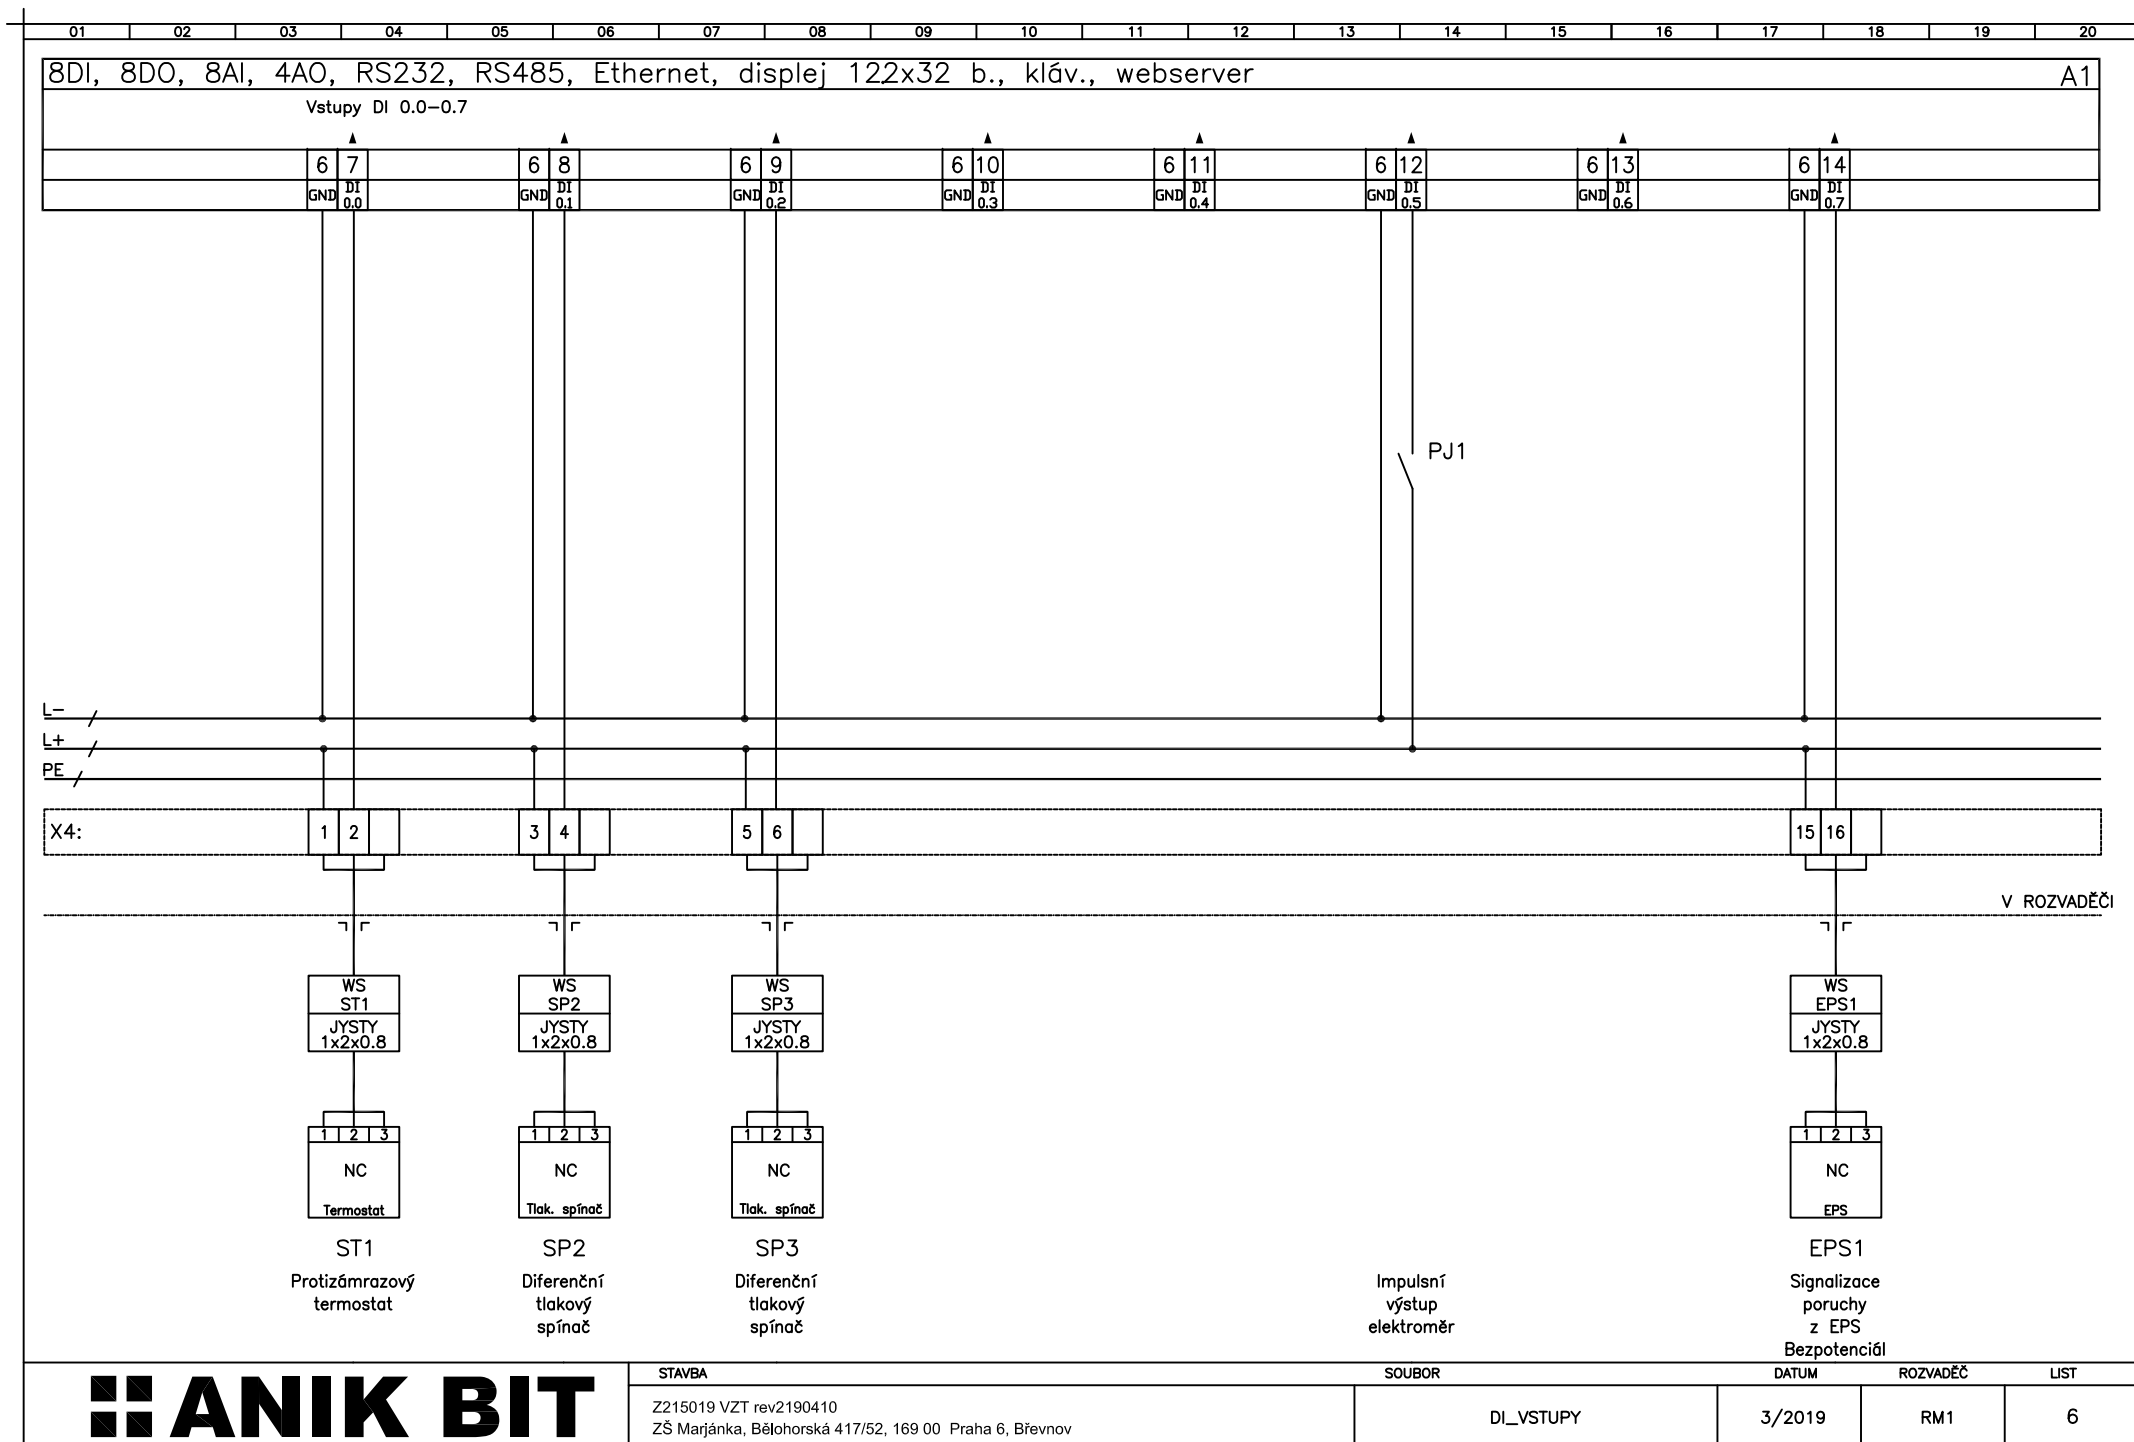 01 02 03 04 05 06 07 08 09 10 11 12 13 14 15 16 17 18 19 20
8DI, 8DO, 8AI, 4AO, RS232, RS485, Ethernet, displej 122x32 b., kláv., webserver A1
Vstupy DI 0.0-0.7
6 7 6 8 6 9 6 10 6 11 6 12 6 13 6 14
GND DI 0.0 GND DI 0.1 GND DI 0.2 GND DI 0.3 GND DI 0.4 GND DI 0.5 GND DI 0.6 GND DI 0.7
PJ1
L-
L+
PE
X4: 1 2 3 4 5 6 15 16
V ROZVADĚČI
WS WS WS WS
ST1 SP2 SP3 EPS1
JYSTY JYSTY JYSTY JYSTY
1x2x0.8 1x2x0.8 1x2x0.8 1x2x0.8
1 2 3 1 2 3 1 2 3 1 2 3
NC NC NC NC
Termostat Tlak. spínač Tlak. spínač EPS
ST1 SP2 SP3 EPS1
Protizámrazový
termostat
Diferenční
tlakový
spínač
Diferenční
tlakový
spínač
Impulsní
výstup
elektroměr
Signalizace
poruchy
z EPS
Bezpotenciál
ANIK BIT
STAVBA SOUBOR DATUM ROZVADĚČ LIST
Z215019 VZT rev2190410
ZŠ Marjánka, Bělohorská 417/52, 169 00 Praha 6, Břevnov
DI_VSTUPY 3/2019 RM1 6